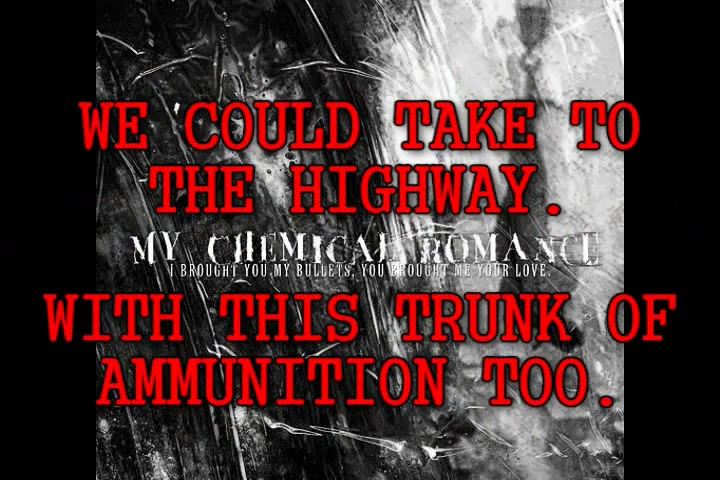 WE COULD TAKE TO
THE HIGHWAY.
MY CHEMICAL ROMANCE
I BROUGHT YOU MY BULLETS, YOU BROUGHT ME YOUR LOVE.
WITH THIS TRUNK OF
AMMUNITION TOO.